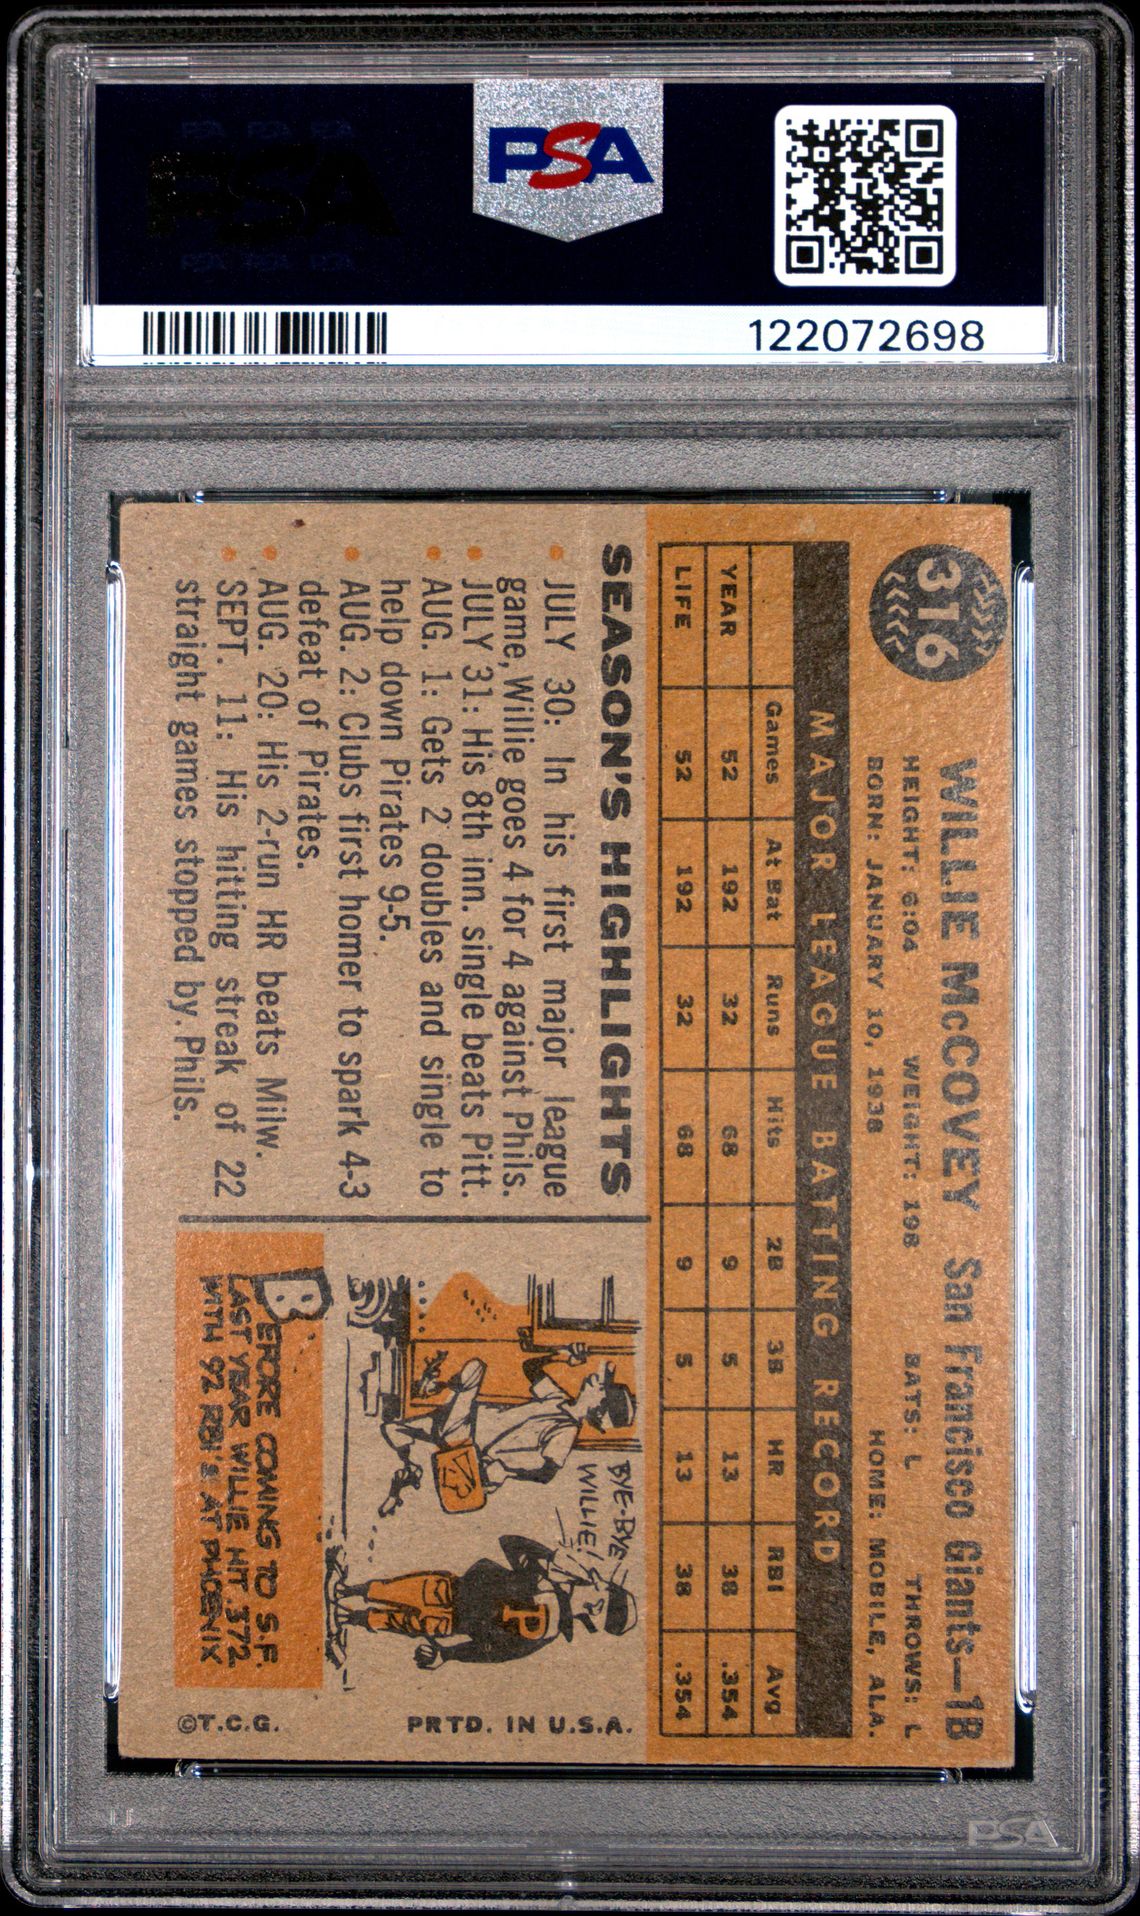 PSA
122072698
316
WILLIE McCOVEY San Francisco Giants—1B
HEIGHT: 6:04 WEIGHT: 198 BATS: L THROWS: L
BORN: JANUARY 10, 1938 HOME: MOBILE, ALA.
MAJOR LEAGUE BATTING RECORD
Games At Bat Runs Hits 2B 3B HR RBI Avg.
YEAR 52 192 32 68 9 5 13 38 .354
LIFE 52 192 32 68 9 5 13 38 .354
SEASON'S HIGHLIGHTS
• JULY 30: In his first major league
game, Willie goes 4 for 4 against Phils.
• JULY 31: His 8th inn. single beats Pitt.
• AUG. 1: Gets 2 doubles and single to
help down Pirates 9-5.
• AUG. 2: Clubs first homer to spark 4-3
defeat of Pirates.
• AUG. 20: His 2-run HR beats Milw.
• SEPT. 11: His hitting streak of 22
straight games stopped by Phils.
BYE-BYE
WILLIE!
P
P
BEFORE COMING TO S.F.
LAST YEAR WILLIE HIT .372
WITH 92 RBI's AT PHOENIX
©T.C.G. PRTD. IN U.S.A.
PSA